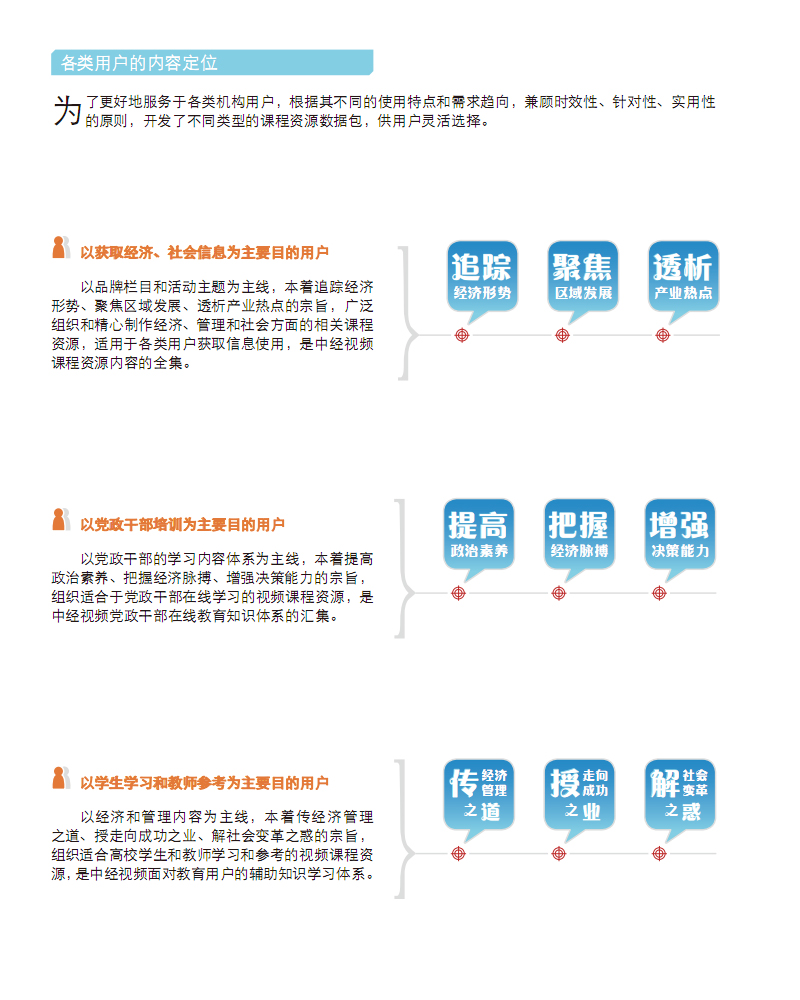 各类用户的内容定位
为了更好地服务于各类机构用户，根据其不同的使用特点和需求趋向，兼顾时效性、针对性、实用性
的原则，开发了不同类型的课程资源数据包，供用户灵活选择。
以获取经济、社会信息为主要目的用户
以品牌栏目和活动主题为主线，本着追踪经济
形势、聚焦区域发展、透析产业热点的宗旨，广泛
组织和精心制作经济、管理和社会方面的相关课程
资源，适用于各类用户获取信息使用，是中经视频
课程资源内容的全集。
追踪
经济形势
聚焦
区域发展
透析
产业热点
以党政干部培训为主要目的用户
以党政干部的学习内容体系为主线，本着提高
政治素养、把握经济脉搏、增强决策能力的宗旨，
组织适合于党政干部在线学习的视频课程资源，是
中经视频党政干部在线教育知识体系的汇集。
提高
政治素养
把握
经济脉搏
增强
决策能力
以学生学习和教师参考为主要目的用户
以经济和管理内容为主线，本着传经济管理
之道、授走向成功之业、解社会变革之惑的宗旨，
组织适合高校学生和教师学习和参考的视频课程资
源，是中经视频面对教育用户的辅助知识学习体系。
传经济
管理
之道
授走向
成功
之业
解社会
变革
之惑